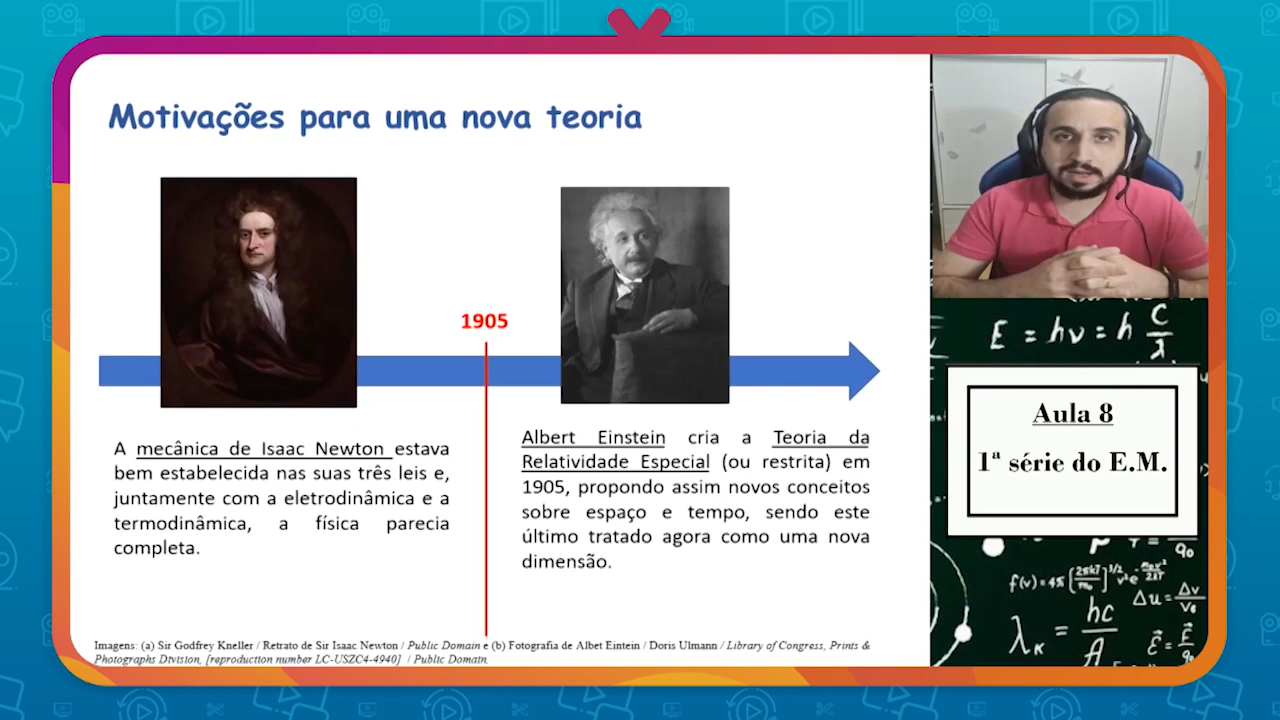 Motivações para uma nova teoria
1905
A mecânica de Isaac Newton estava
bem estabelecida nas suas três leis e,
juntamente com a eletrodinâmica e a
termodinâmica, a física parecia
completa.
Albert Einstein cria a Teoria da
Relatividade Especial (ou restrita) em
1905, propondo assim novos conceitos
sobre espaço e tempo, sendo este
último tratado agora como uma nova
dimensão.
Imagens: (a) Sir Godfrey Kneller / Retrato de Sir Isaac Newton / Public Domain e (b) Fotografia de Albet Eintein / Doris Ulmann / Library of Congress, Prints &
Photographs Division, [reproduction number LC-USZC4-4940] / Public Domain.
E = hν = h C/λ
Aula 8
1ª série do E.M.
λK = hc/A
Δu =